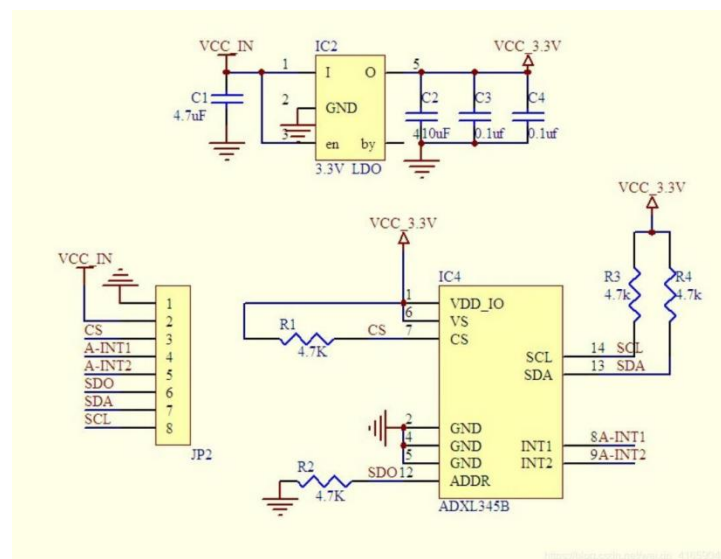 VCC_IN
IC2
VCC_3.3V
1
I
O
5
C1
4.7uF
2
GND
C2
C3
C4
3
en
by
4
10uF
0.1uf
0.1uf
3.3V LDO
VCC_3.3V
VCC_3.3V
VCC_IN
IC4
R3
4.7k
R4
4.7k
1
VDD_IO
6
VS
R1
CS
7
CS
4.7K
SCL
14
SCL
SDA
13
SDA
1
2
CS
3
A-INT1
4
A-INT2
5
SDO
6
SDA
7
SCL
8
JP2
2
GND
4
GND
INT1
8
A-INT1
5
GND
INT2
9
A-INT2
R2
SDO
12
ADDR
4.7K
ADXL345B